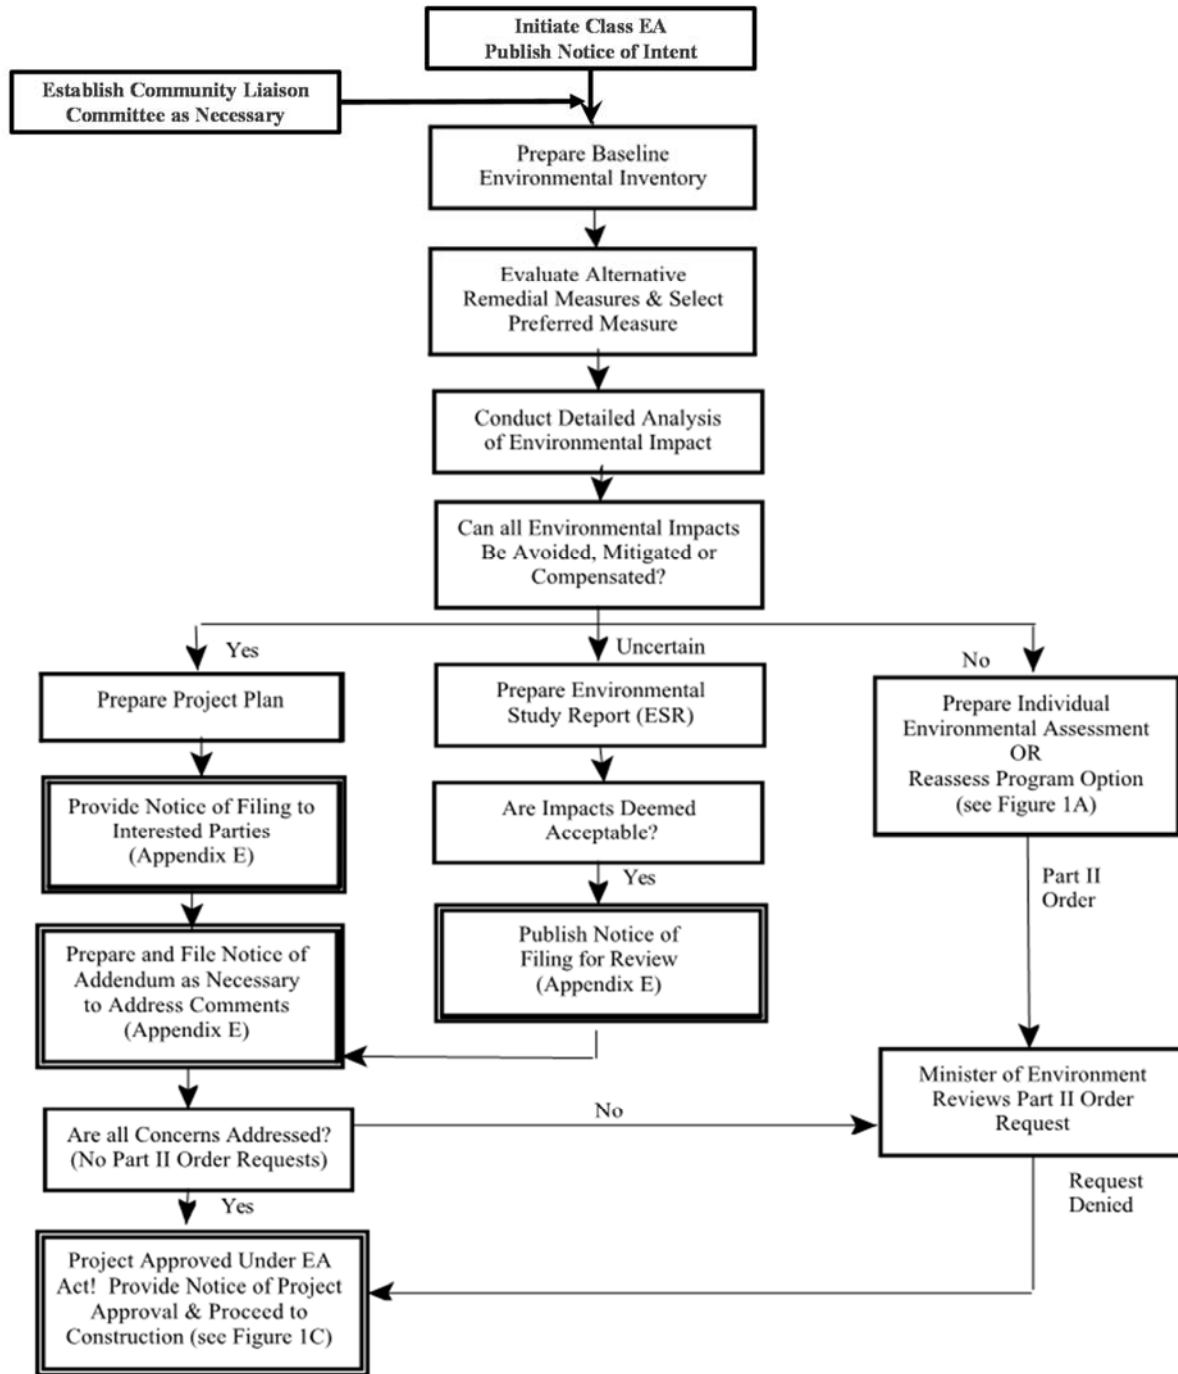 Initiate Class EA
Publish Notice of Intent
Establish Community Liaison
Committee as Necessary
Prepare Baseline
Environmental Inventory
Evaluate Alternative
Remedial Measures & Select
Preferred Measure
Conduct Detailed Analysis
of Environmental Impact
Can all Environmental Impacts
Be Avoided, Mitigated or
Compensated?
Yes
Uncertain
No
Prepare Project Plan
Prepare Environmental
Study Report (ESR)
Prepare Individual
Environmental Assessment
OR
Reassess Program Option
(see Figure 1A)
Provide Notice of Filing to
Interested Parties
(Appendix E)
Are Impacts Deemed
Acceptable?
Yes
Part II
Order
Prepare and File Notice of
Addendum as Necessary
to Address Comments
(Appendix E)
Publish Notice of
Filing for Review
(Appendix E)
Minister of Environment
Reviews Part II Order
Request
Are all Concerns Addressed?
(No Part II Order Requests)
No
Yes
Request
Denied
Project Approved Under EA
Act! Provide Notice of Project
Approval & Proceed to
Construction (see Figure 1C)